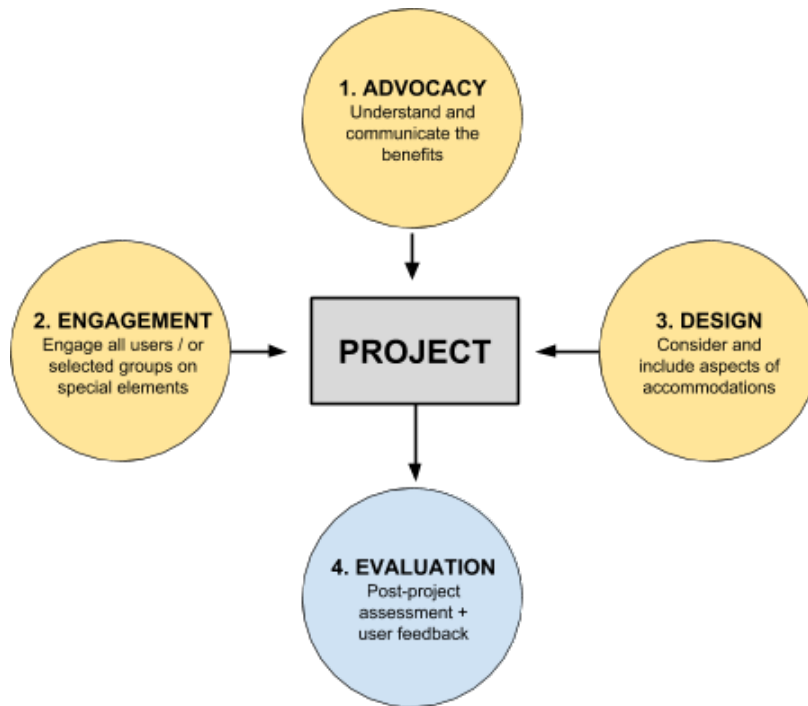 1. ADVOCACY
Understand and
communicate the
benefits
2. ENGAGEMENT
Engage all users / or
selected groups on
special elements
PROJECT
3. DESIGN
Consider and
include aspects of
accommodations
4. EVALUATION
Post-project
assessment +
user feedback